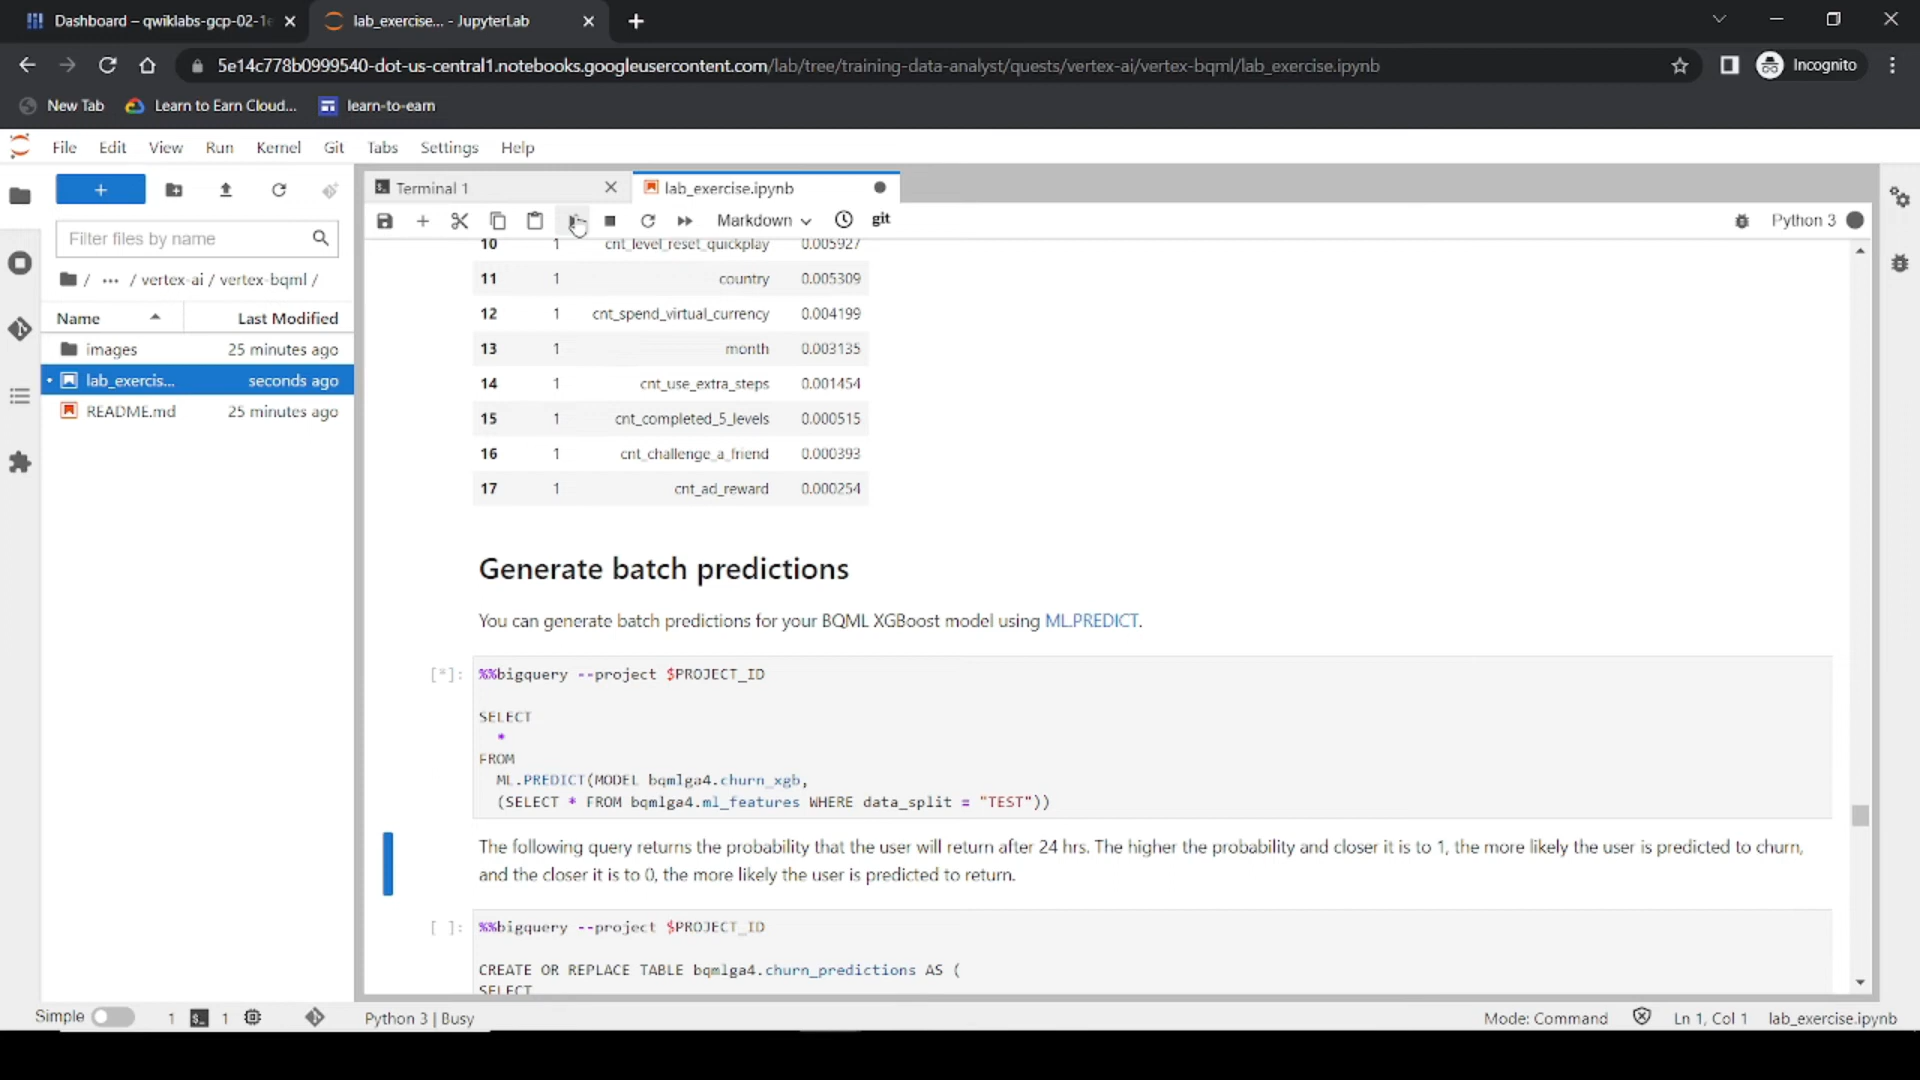 Dashboard – qwiklabs-gcp-02-1e
lab_exercise... - JupyterLab
5e14c778b0999540-dot-us-central1.notebooks.googleusercontent.com/lab/tree/training-data-analyst/quests/vertex-ai/vertex-bqml/lab_exercise.ipynb
Incognito
New Tab
Learn to Earn Cloud...
learn-to-earn
File Edit View Run Kernel Git Tabs Settings Help
Terminal 1
lab_exercise.ipynb
Markdown
git
Python 3
Filter files by name
/ ... / vertex-ai / vertex-bqml /
Name Last Modified
images 25 minutes ago
lab_exercis... seconds ago
README.md 25 minutes ago
10 1 cnt_level_reset_quickplay 0.005927
11 1 country 0.005309
12 1 cnt_spend_virtual_currency 0.004199
13 1 month 0.003135
14 1 cnt_use_extra_steps 0.001454
15 1 cnt_completed_5_levels 0.000515
16 1 cnt_challenge_a_friend 0.000393
17 1 cnt_ad_reward 0.000254
Generate batch predictions
You can generate batch predictions for your BQML XGBoost model using ML.PREDICT.
[*]: %%bigquery --project $PROJECT_ID
SELECT
*
FROM
ML.PREDICT(MODEL bqmlga4.churn_xgb,
(SELECT * FROM bqmlga4.ml_features WHERE data_split = "TEST"))
The following query returns the probability that the user will return after 24 hrs. The higher the probability and closer it is to 1, the more likely the user is predicted to churn,
and the closer it is to 0, the more likely the user is predicted to return.
[ ]: %%bigquery --project $PROJECT_ID
CREATE OR REPLACE TABLE bqmlga4.churn_predictions AS (
SELECT
Simple 1 1 Python 3 | Busy Mode: Command Ln 1, Col 1 lab_exercise.ipynb